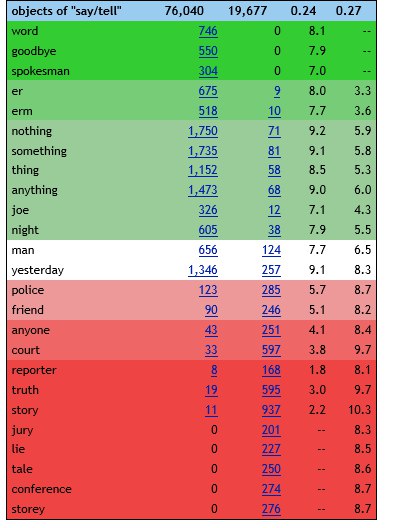 objects of "say/tell" 76,040 19,677 0.24 0.27
word 746 0 8.1 --
goodbye 550 0 7.9 --
spokesman 304 0 7.0 --
er 675 9 8.0 3.3
erm 518 10 7.7 3.6
nothing 1,750 71 9.2 5.9
something 1,735 81 9.1 5.8
thing 1,152 58 8.5 5.3
anything 1,473 68 9.0 6.0
joe 326 12 7.1 4.3
night 605 38 7.9 5.5
man 656 124 7.7 6.5
yesterday 1,346 257 9.1 8.3
police 123 285 5.7 8.7
friend 90 246 5.1 8.2
anyone 43 251 4.1 8.4
court 33 597 3.8 9.7
reporter 8 168 1.8 8.1
truth 19 595 3.0 9.7
story 11 937 2.2 10.3
jury 0 201 -- 8.3
lie 0 227 -- 8.5
tale 0 250 -- 8.6
conference 0 274 -- 8.7
storey 0 276 -- 8.7